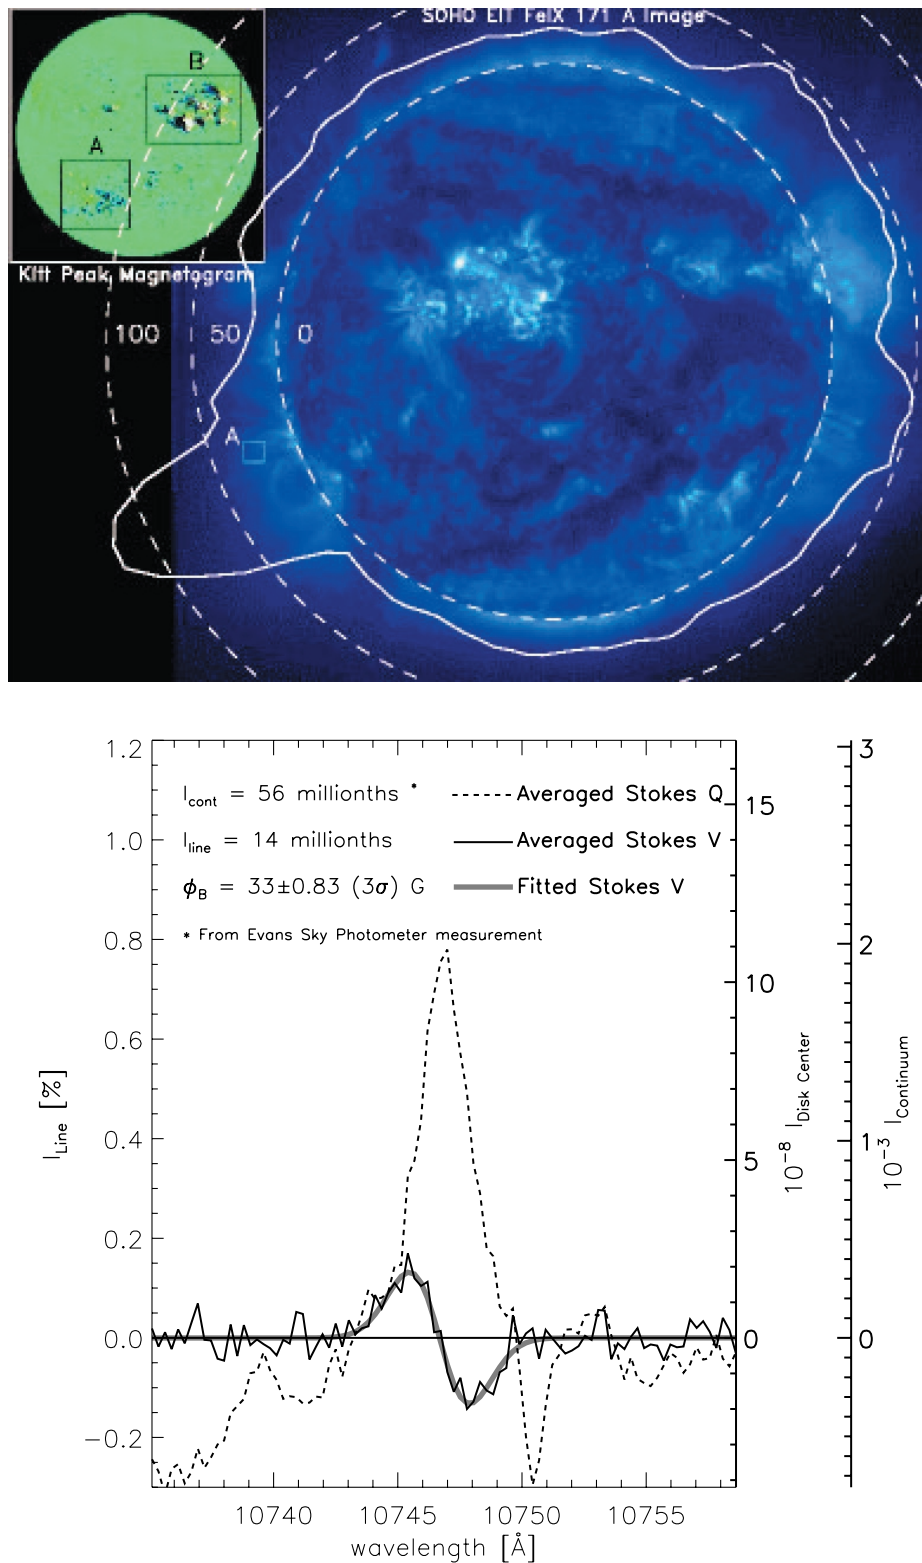 SOHO EIT FeIX 171 A Image
B
A
Kitt Peak Magnetogram
100 50 0
A
1.2
1.0
0.8
0.6
0.4
0.2
0.0
−0.2
I_Line [%]
I_cont = 56 millionths *
I_line = 14 millionths
ϕ_B = 33±0.83 (3σ) G
* From Evans Sky Photometer measurement
Averaged Stokes Q
Averaged Stokes V
Fitted Stokes V
15
10
5
0
10⁻⁸ I_Disk Center
3
2
1
0
10⁻³ I_Continuum
10740 10745 10750 10755
wavelength [Å]